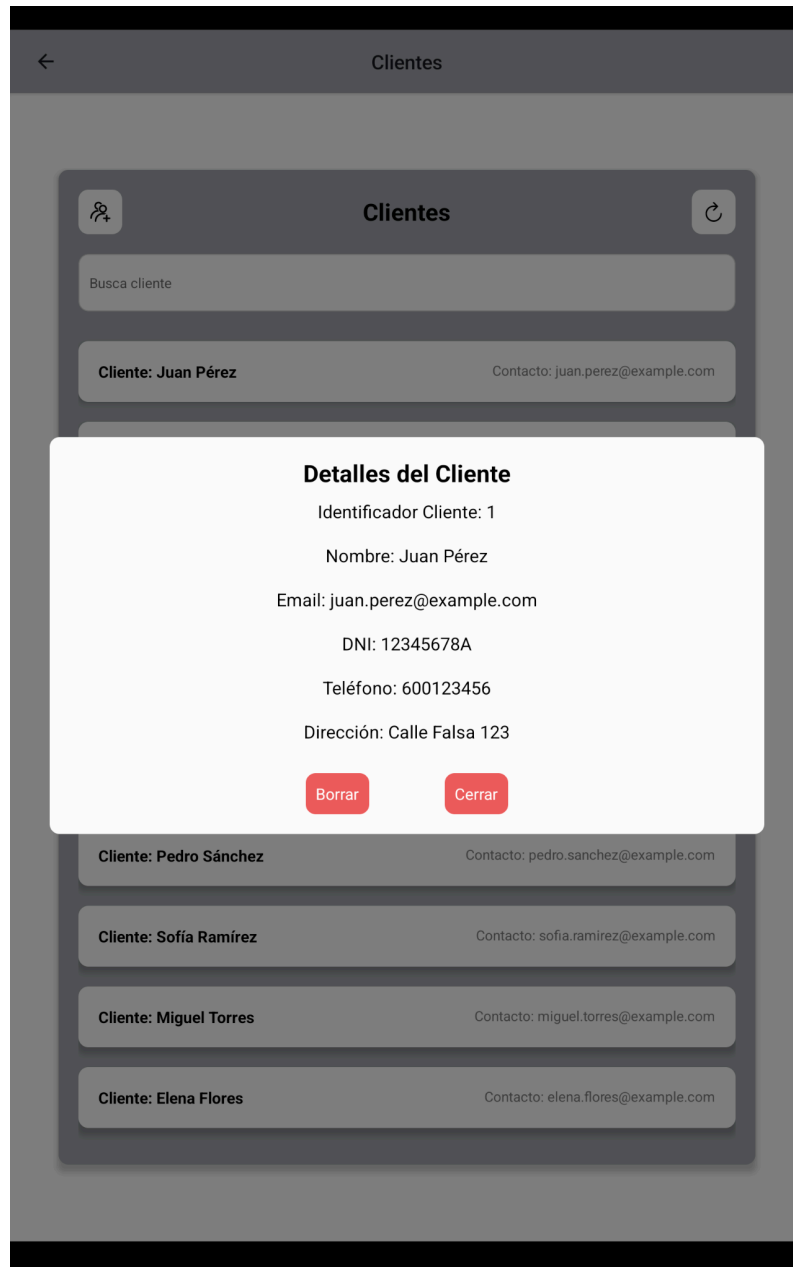 Clientes
Clientes
Busca cliente
Cliente: Juan Pérez Contacto: juan.perez@example.com
Detalles del Cliente
Identificador Cliente: 1
Nombre: Juan Pérez
Email: juan.perez@example.com
DNI: 12345678A
Teléfono: 600123456
Dirección: Calle Falsa 123
Borrar Cerrar
Cliente: Pedro Sánchez Contacto: pedro.sanchez@example.com
Cliente: Sofía Ramírez Contacto: sofia.ramirez@example.com
Cliente: Miguel Torres Contacto: miguel.torres@example.com
Cliente: Elena Flores Contacto: elena.flores@example.com